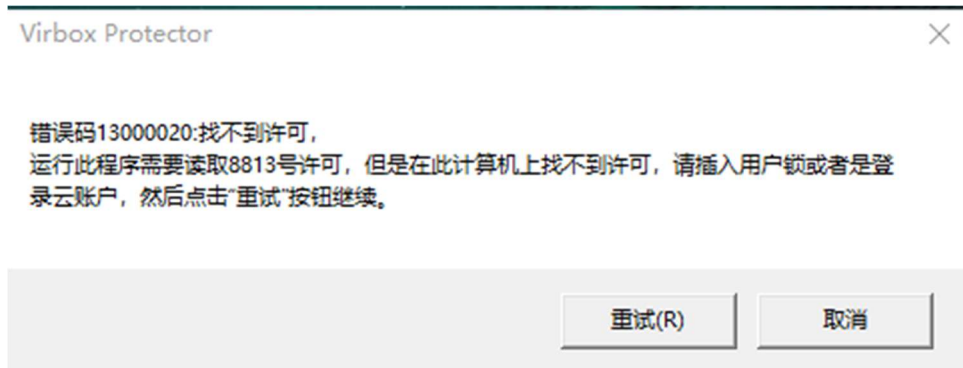 Virbox Protector
错误码13000020:找不到许可，
运行此程序需要读取8813号许可，但是在此计算机上找不到许可，请插入用户锁或者是登
录云账户，然后点击“重试”按钮继续。
重试(R)
取消